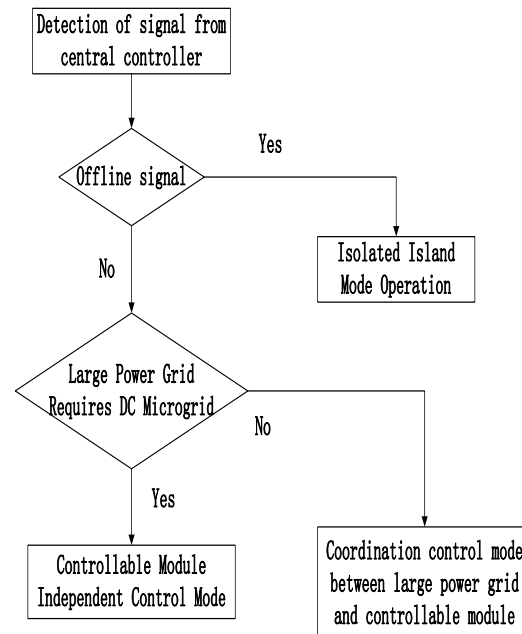 Detection of signal from
central controller
Yes
Offline signal
Isolated Island
Mode Operation
No
Large Power Grid
Requires DC Microgrid
No
Yes
Controllable Module
Independent Control Mode
Coordination control mode
between large power grid
and controllable module